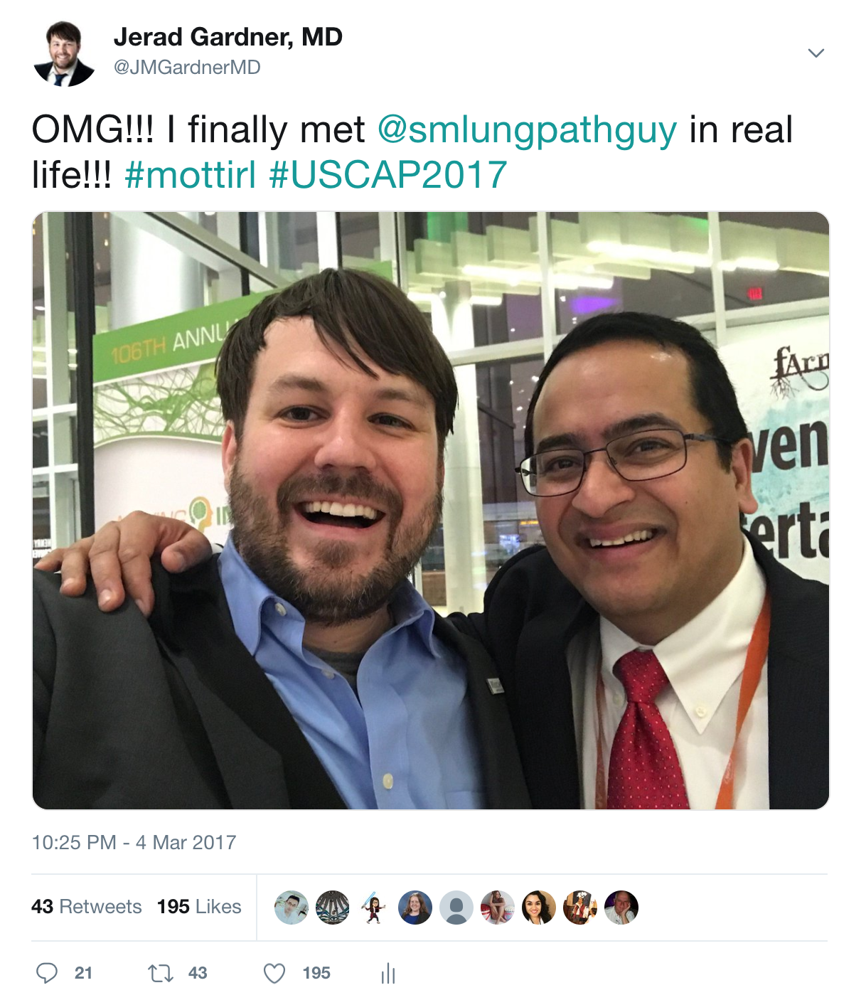 Jerad Gardner, MD
@JMGardnerMD
OMG!!! I finally met @smlungpathguy in real
life!!! #mottirl #USCAP2017
106TH ANNU
fArm
ven
erta
10:25 PM - 4 Mar 2017
43 Retweets 195 Likes
21 43 195